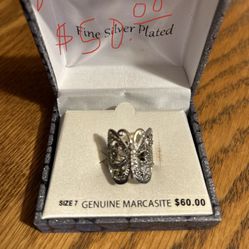 $50.00
Fine Silver Plated
SIZE 7 GENUINE MARCASITE $60.00